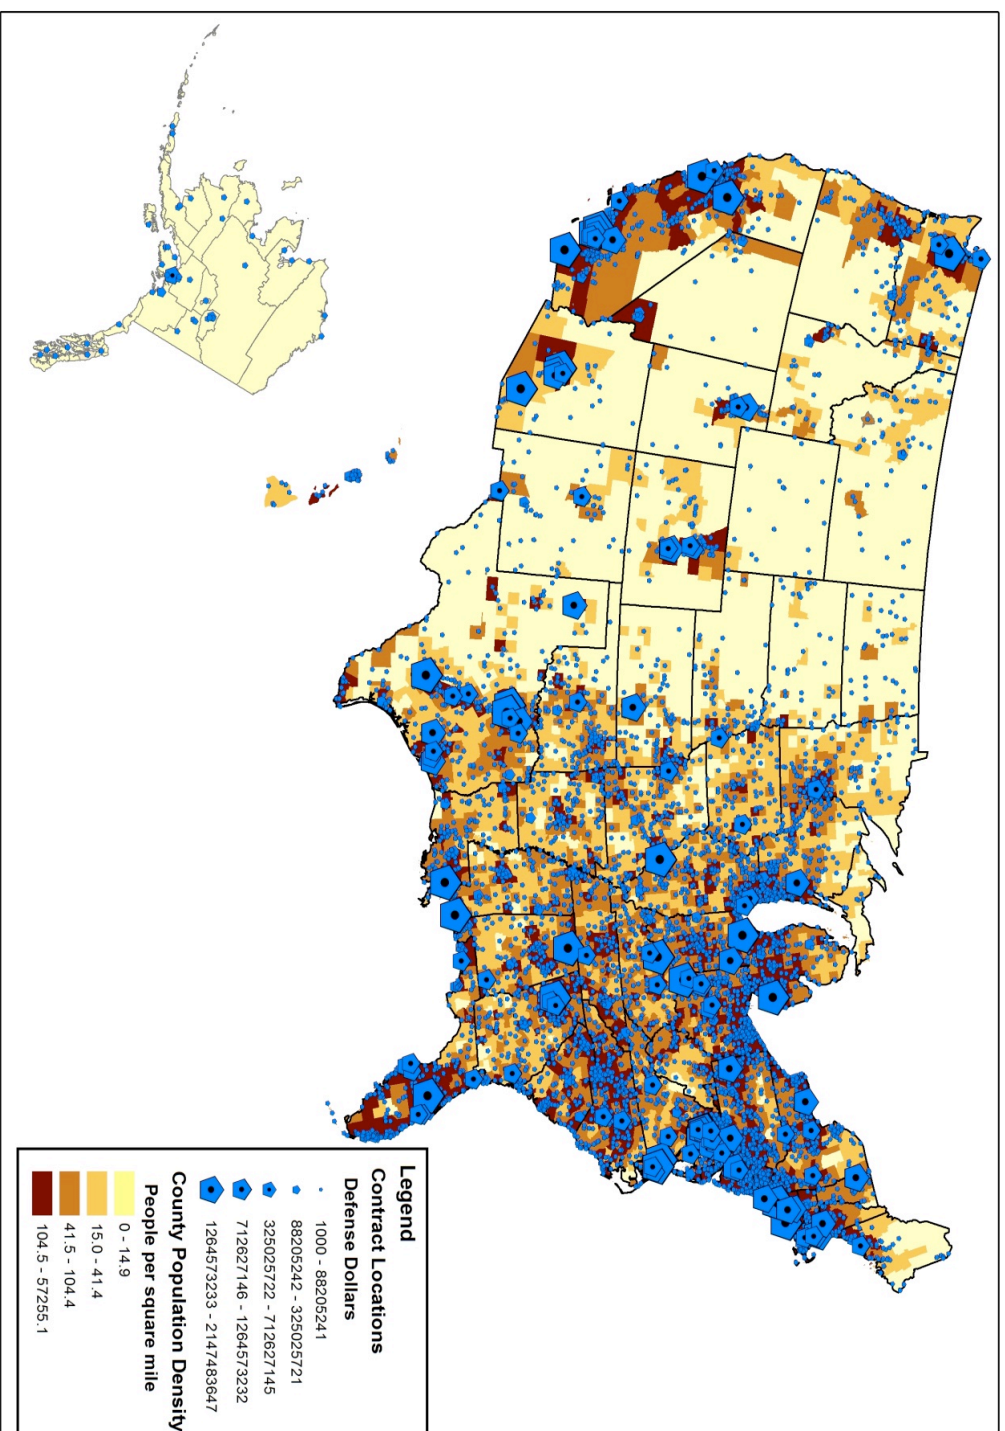 Legend
Contract Locations
Defense Dollars
1000 - 88205241
88205242 - 325025721
325025722 - 712627145
712627146 - 1264573232
1264573233 - 2147483647
County Population Density
People per square mile
0 - 14.9
15.0 - 41.4
41.5 - 104.4
104.5 - 57255.1